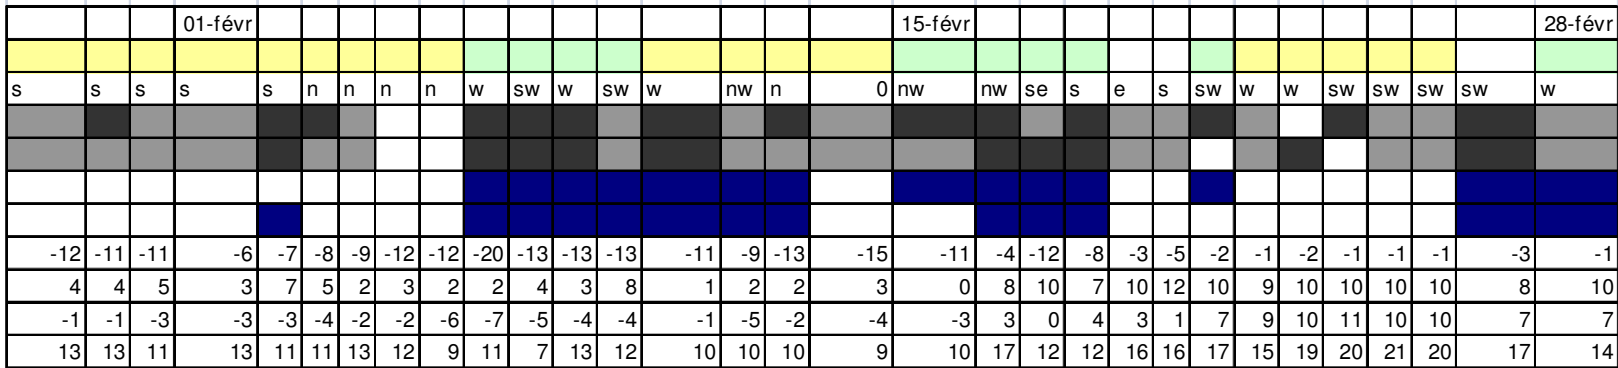 01-févr 15-févr 28-févr
s s s s s n n n n w sw w sw w nw n 0 nw nw se s e s sw w w sw sw sw sw w
-12 -11 -11 -6 -7 -8 -9 -12 -12 -20 -13 -13 -13 -11 -9 -13 -15 -11 -4 -12 -8 -3 -5 -2 -1 -2 -1 -1 -1 -3 -1
4 4 5 3 7 5 2 3 2 2 4 3 8 1 2 2 3 0 8 10 7 10 12 10 9 10 10 10 10 8 10
-1 -1 -3 -3 -3 -4 -2 -2 -6 -7 -5 -4 -4 -1 -5 -2 -4 -3 3 0 4 3 1 7 9 10 11 10 10 7 7
13 13 11 13 11 11 13 12 9 11 7 13 12 10 10 10 9 10 17 12 12 16 16 17 15 19 20 21 20 17 14